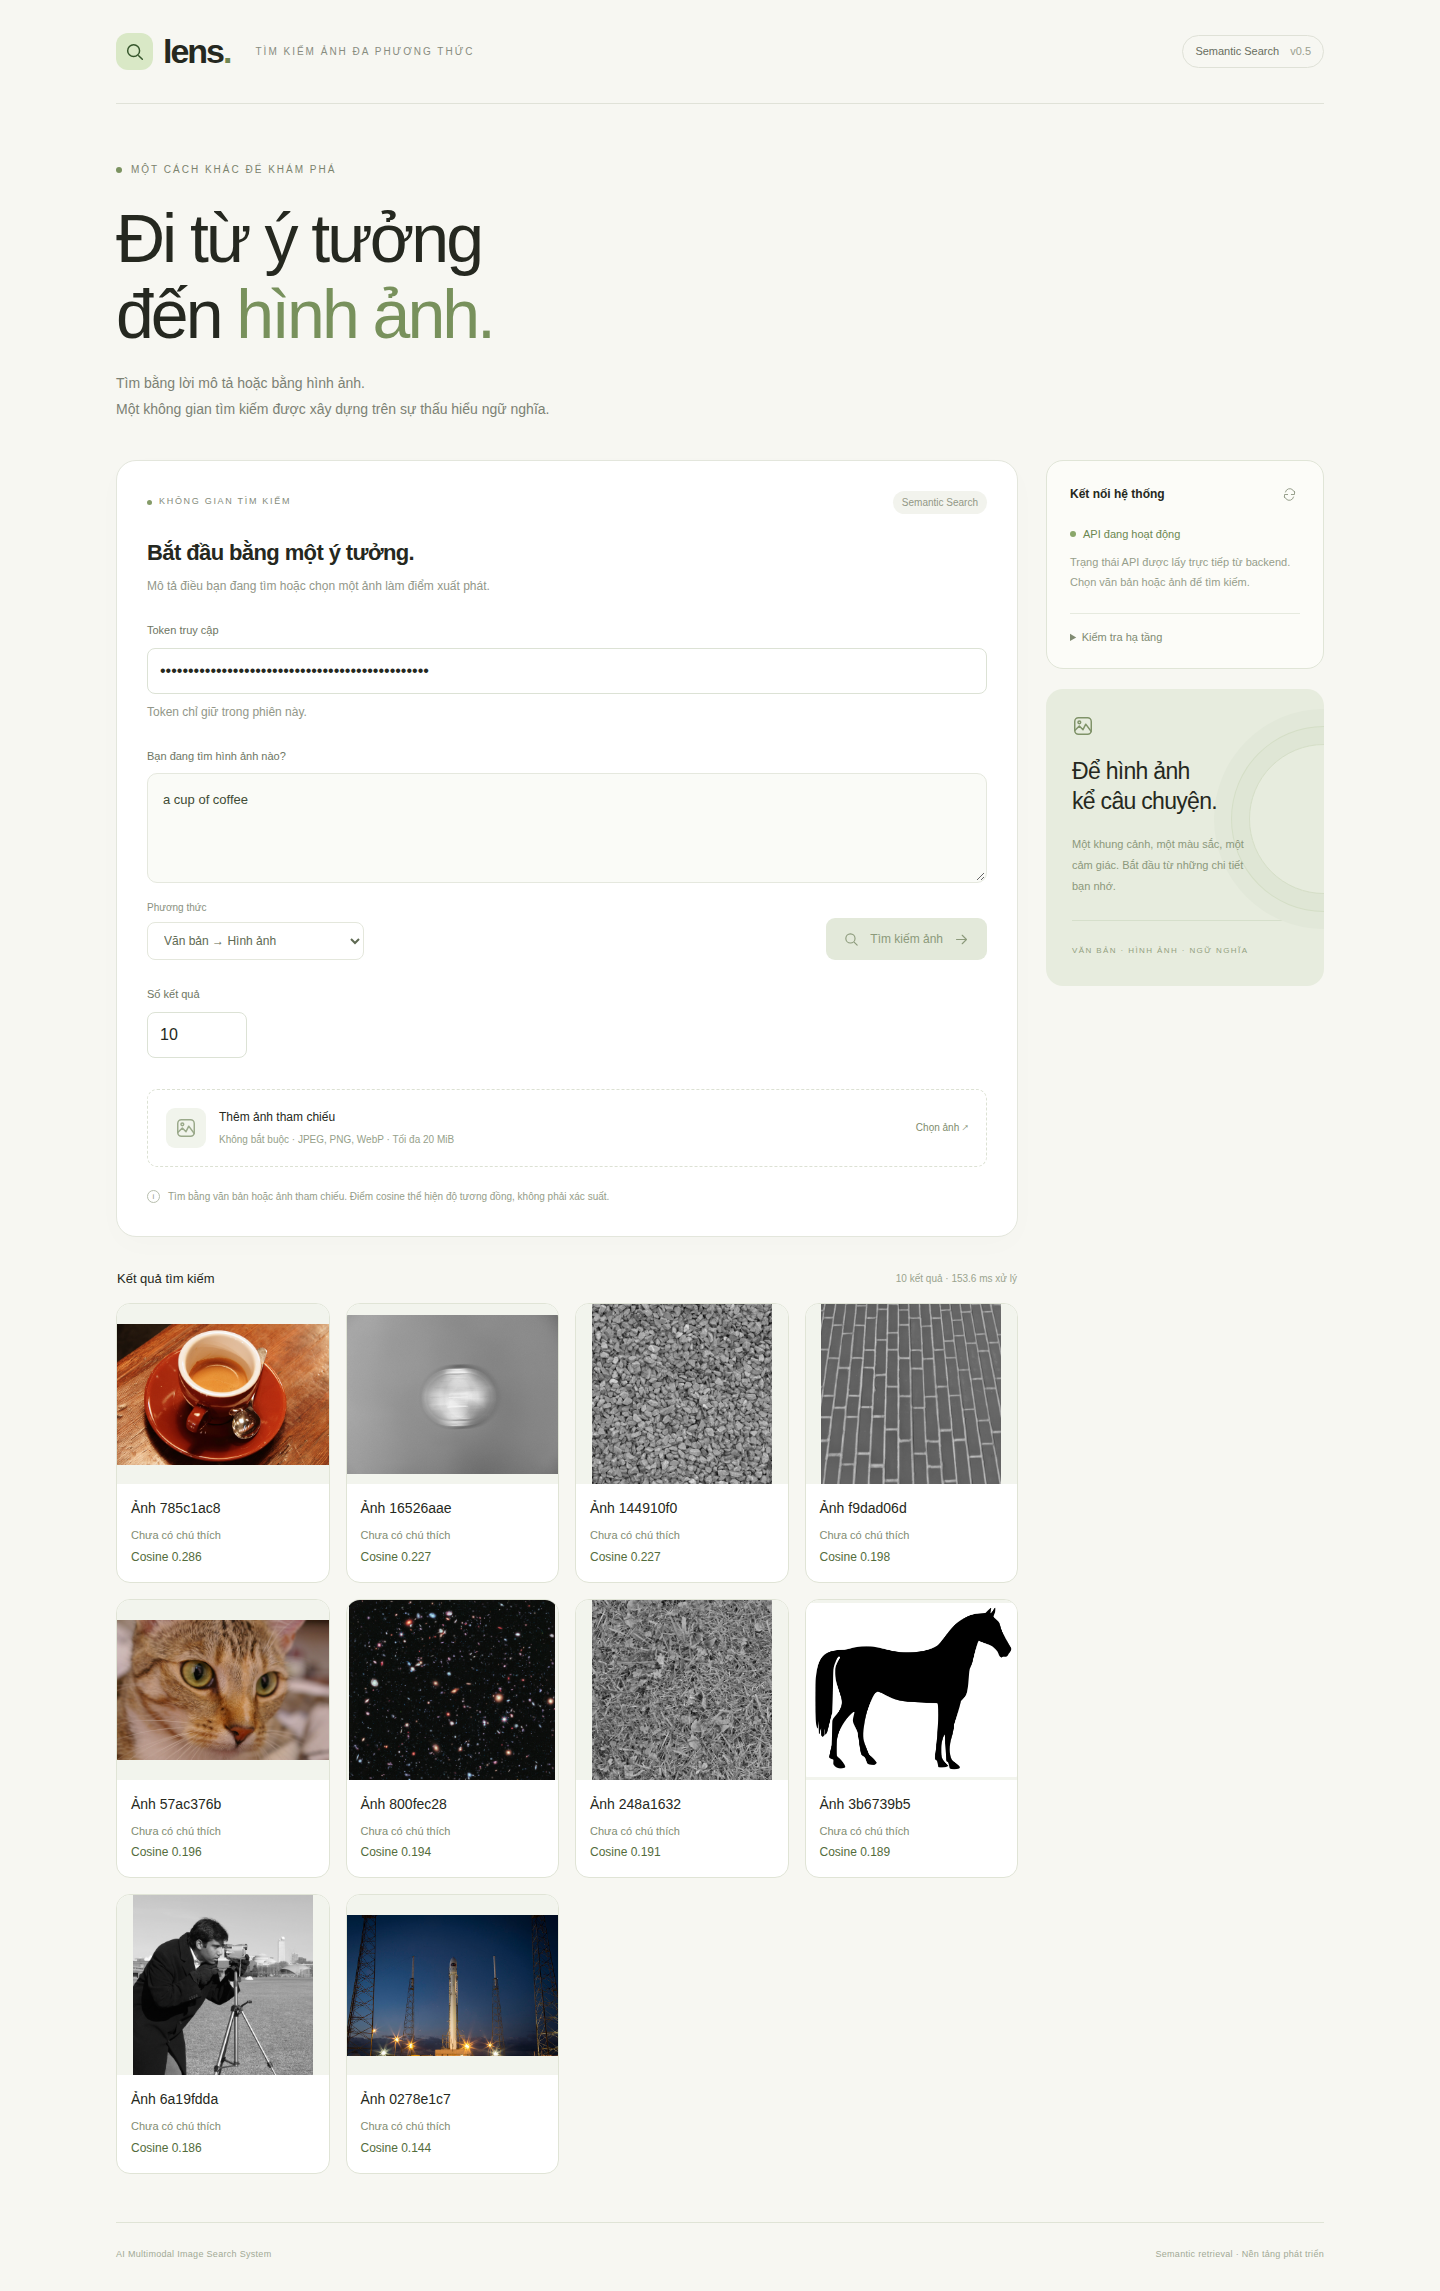 lens.
TÌM KIẾM ẢNH ĐA PHƯƠNG THỨC
Semantic Search v0.5
MỘT CÁCH KHÁC ĐỂ KHÁM PHÁ
Đi từ ý tưởng
đến hình ảnh.
Tìm bằng lời mô tả hoặc bằng hình ảnh.
Một không gian tìm kiếm được xây dựng trên sự thấu hiểu ngữ nghĩa.
KHÔNG GIAN TÌM KIẾM
Semantic Search
Bắt đầu bằng một ý tưởng.
Mô tả điều bạn đang tìm hoặc chọn một ảnh làm điểm xuất phát.
Token truy cập
Token chỉ giữ trong phiên này.
Bạn đang tìm hình ảnh nào?
a cup of coffee
Phương thức
Văn bản → Hình ảnh
Tìm kiếm ảnh →
Số kết quả
10
Thêm ảnh tham chiếu
Không bắt buộc · JPEG, PNG, WebP · Tối đa 20 MiB
Chọn ảnh ↗
Tìm bằng văn bản hoặc ảnh tham chiếu. Điểm cosine thể hiện độ tương đồng, không phải xác suất.
Kết nối hệ thống
API đang hoạt động
Trạng thái API được lấy trực tiếp từ backend.
Chọn văn bản hoặc ảnh để tìm kiếm.
Kiểm tra hạ tầng
Để hình ảnh
kể câu chuyện.
Một khung cảnh, một màu sắc, một
cảm giác. Bắt đầu từ những chi tiết
bạn nhớ.
VĂN BẢN · HÌNH ẢNH · NGỮ NGHĨA
Kết quả tìm kiếm
10 kết quả · 153.6 ms xử lý
Ảnh 785c1ac8
Chưa có chú thích
Cosine 0.286
Ảnh 16526aae
Chưa có chú thích
Cosine 0.227
Ảnh 144910f0
Chưa có chú thích
Cosine 0.227
Ảnh f9dad06d
Chưa có chú thích
Cosine 0.198
Ảnh 57ac376b
Chưa có chú thích
Cosine 0.196
Ảnh 800fec28
Chưa có chú thích
Cosine 0.194
Ảnh 248a1632
Chưa có chú thích
Cosine 0.191
Ảnh 3b6739b5
Chưa có chú thích
Cosine 0.189
Ảnh 6a19fdda
Chưa có chú thích
Cosine 0.186
Ảnh 0278e1c7
Chưa có chú thích
Cosine 0.144
AI Multimodal Image Search System
Semantic retrieval · Nền tảng phát triển